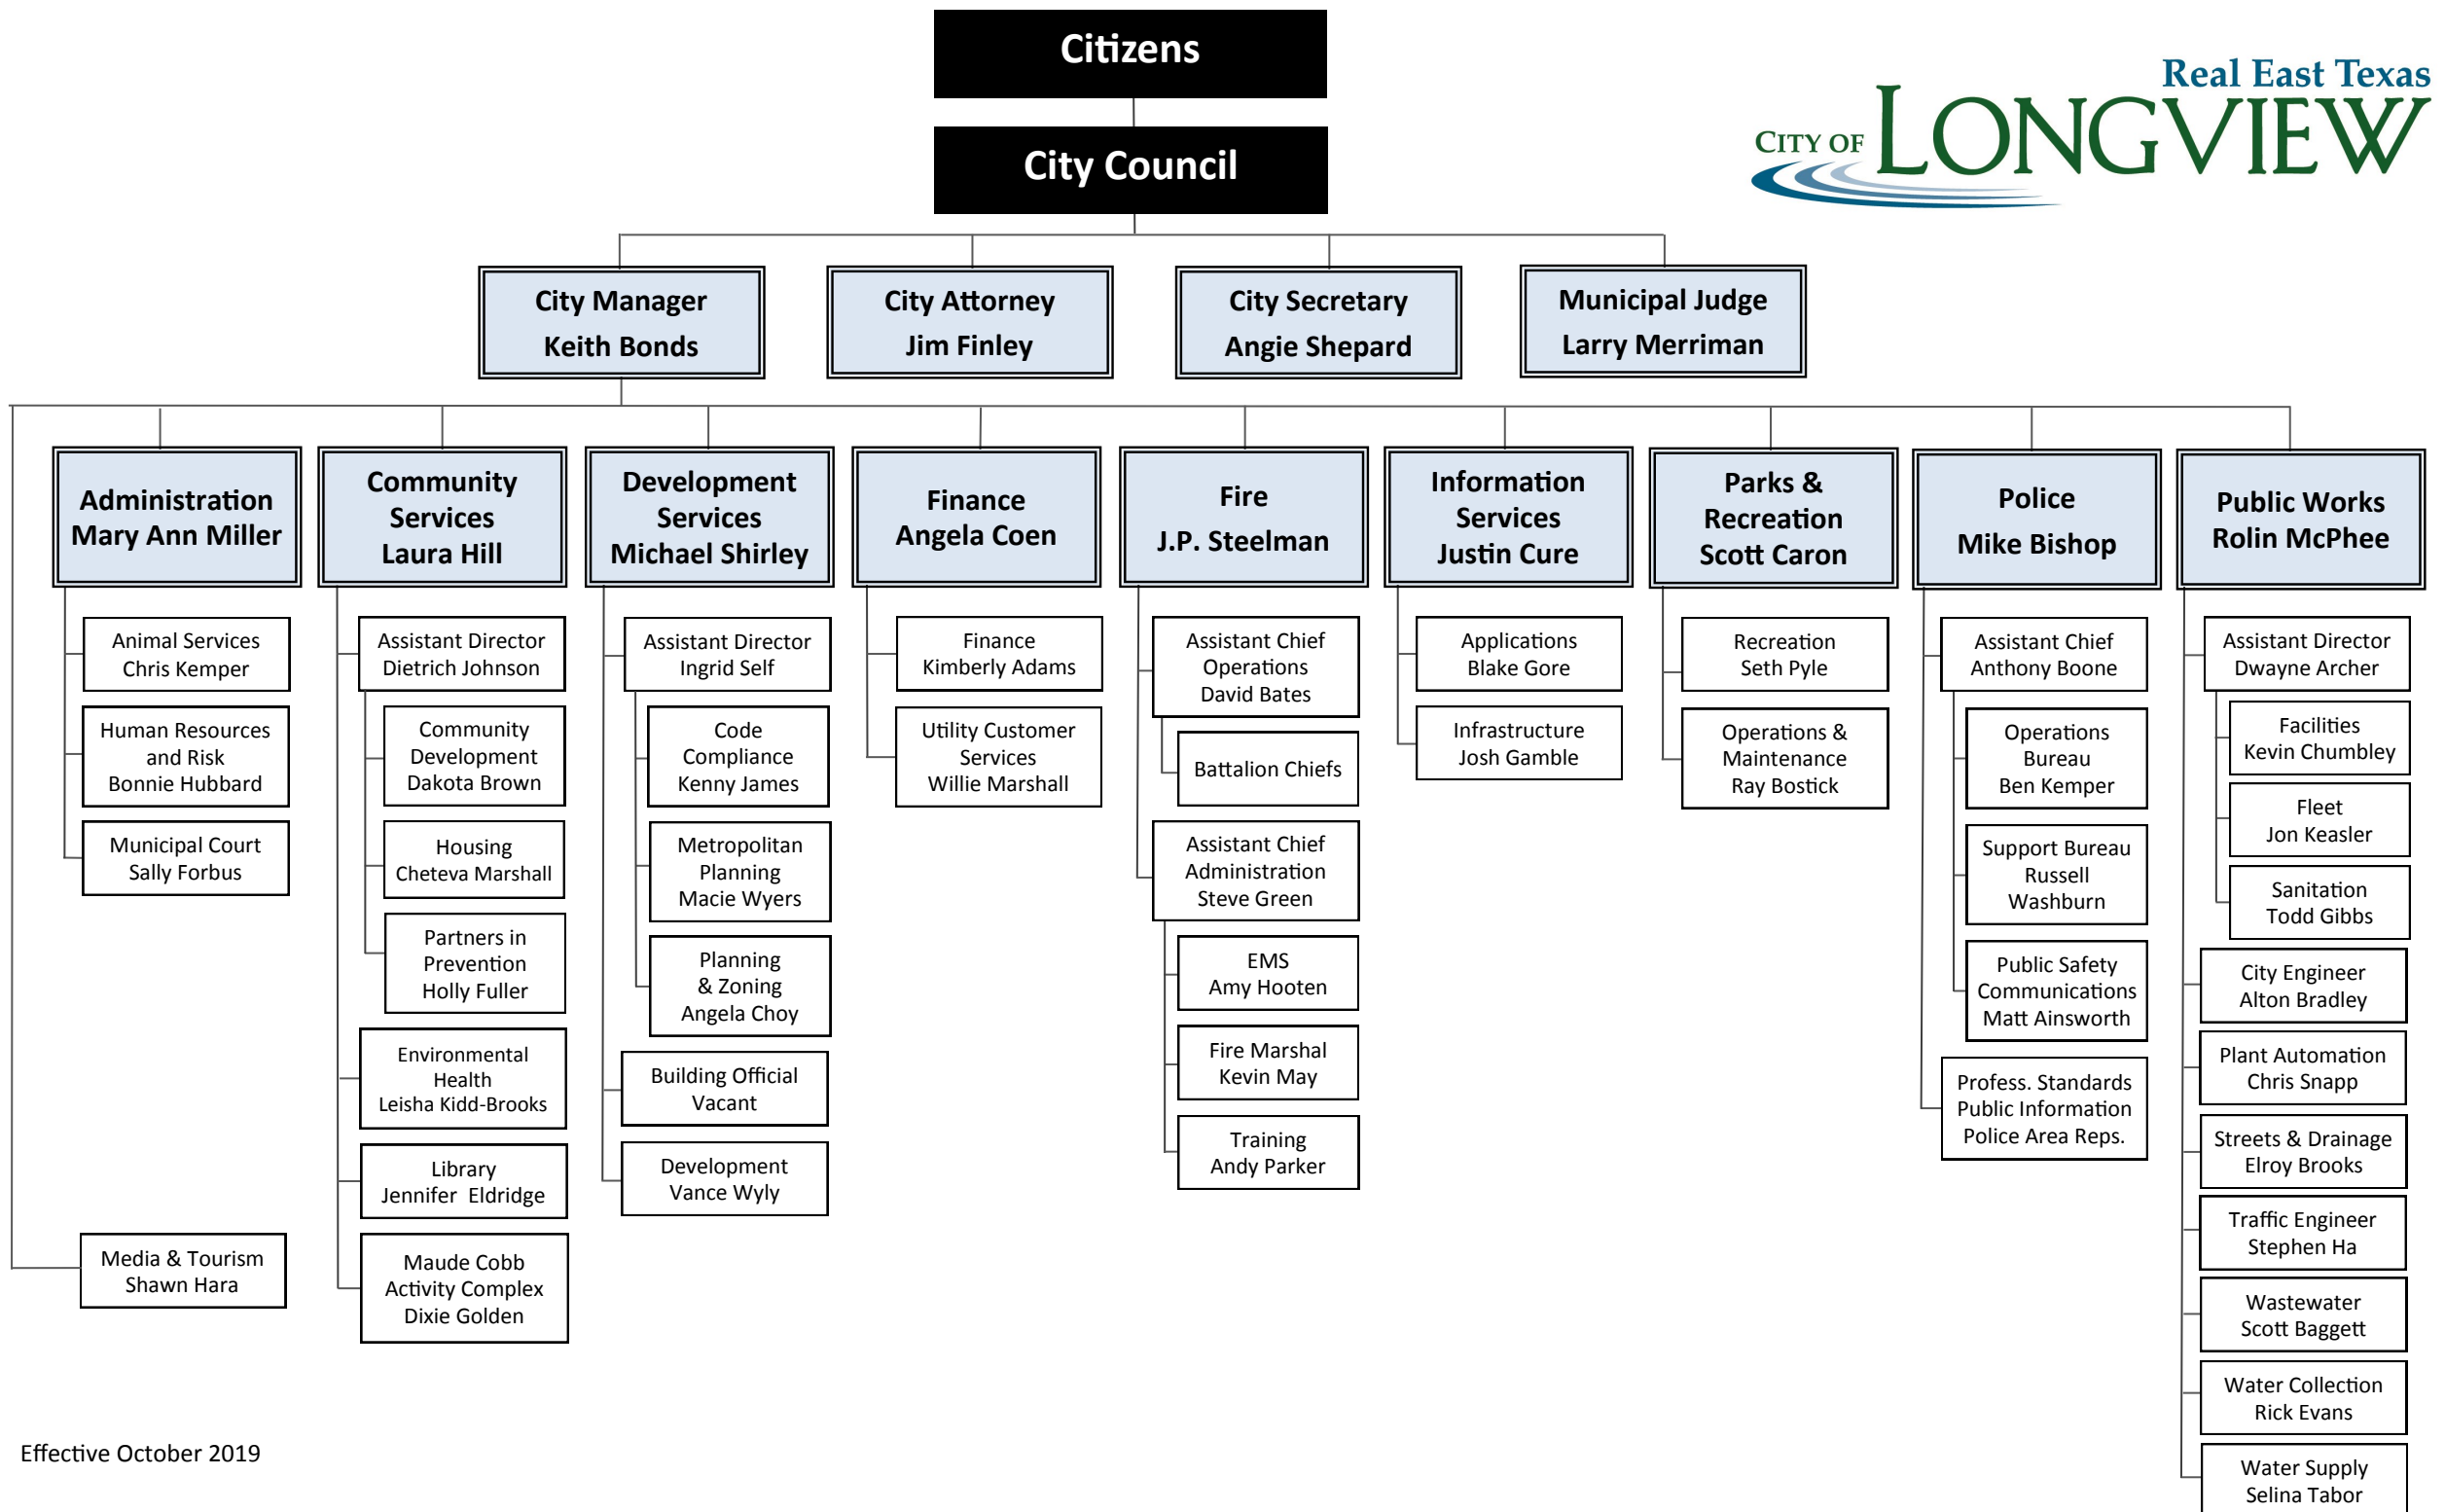 Citizens
City Council
Real East Texas
CITY OF LONGVIEW
City Manager
Keith Bonds
City Attorney
Jim Finley
City Secretary
Angie Shepard
Municipal Judge
Larry Merriman
Administration
Mary Ann Miller
Animal Services
Chris Kemper
Human Resources
and Risk
Bonnie Hubbard
Municipal Court
Sally Forbus
Media & Tourism
Shawn Hara
Community
Services
Laura Hill
Assistant Director
Dietrich Johnson
Community
Development
Dakota Brown
Housing
Cheteva Marshall
Partners in
Prevention
Holly Fuller
Environmental
Health
Leisha Kidd-Brooks
Library
Jennifer Eldridge
Maude Cobb
Activity Complex
Dixie Golden
Development
Services
Michael Shirley
Assistant Director
Ingrid Self
Code
Compliance
Kenny James
Metropolitan
Planning
Macie Wyers
Planning
& Zoning
Angela Choy
Building Official
Vacant
Development
Vance Wyly
Finance
Angela Coen
Finance
Kimberly Adams
Utility Customer
Services
Willie Marshall
Fire
J.P. Steelman
Assistant Chief
Operations
David Bates
Battalion Chiefs
Assistant Chief
Administration
Steve Green
EMS
Amy Hooten
Fire Marshal
Kevin May
Training
Andy Parker
Information
Services
Justin Cure
Applications
Blake Gore
Infrastructure
Josh Gamble
Parks &
Recreation
Scott Caron
Recreation
Seth Pyle
Operations &
Maintenance
Ray Bostick
Police
Mike Bishop
Assistant Chief
Anthony Boone
Operations
Bureau
Ben Kemper
Support Bureau
Russell
Washburn
Public Safety
Communications
Matt Ainsworth
Profess. Standards
Public Information
Police Area Reps.
Public Works
Rolin McPhee
Assistant Director
Dwayne Archer
Facilities
Kevin Chumbley
Fleet
Jon Keasler
Sanitation
Todd Gibbs
City Engineer
Alton Bradley
Plant Automation
Chris Snapp
Streets & Drainage
Elroy Brooks
Traffic Engineer
Stephen Ha
Wastewater
Scott Baggett
Water Collection
Rick Evans
Water Supply
Selina Tabor
Effective October 2019